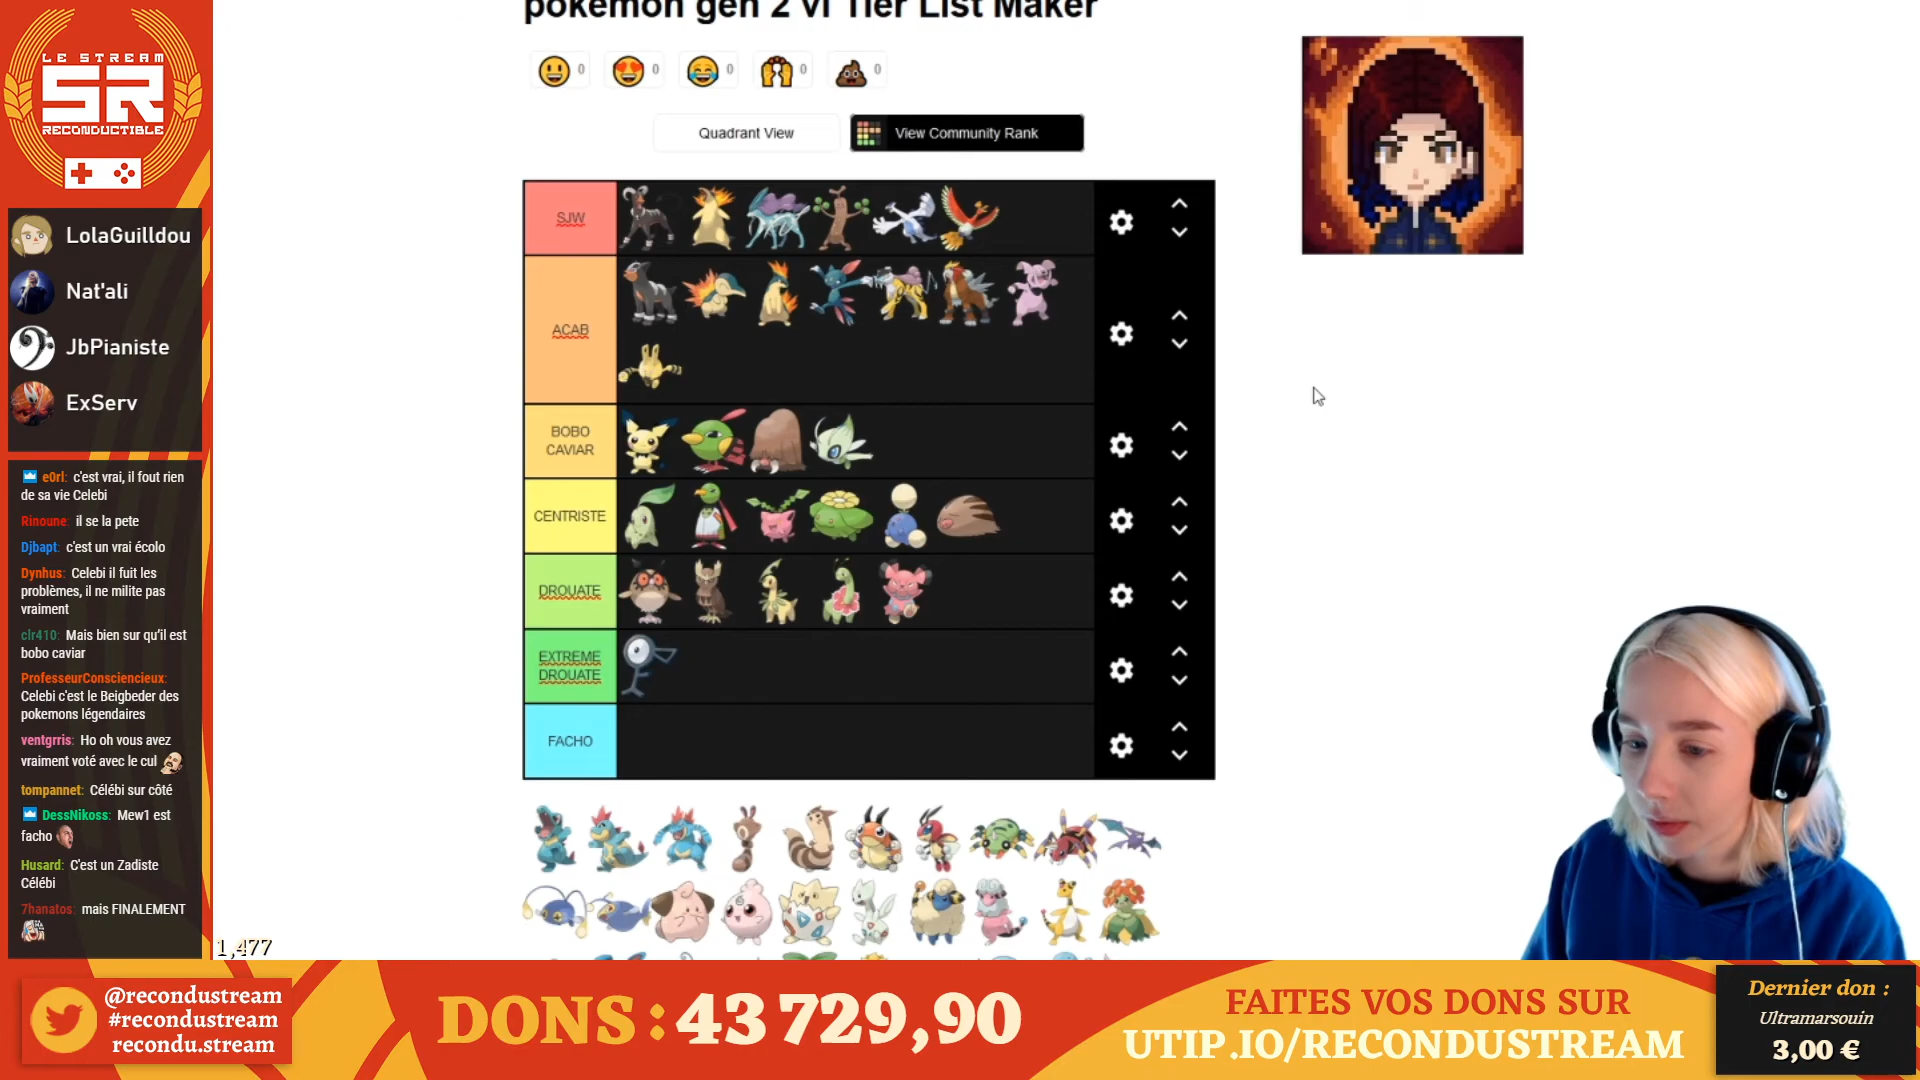 LE STREAM
SR
RECONDUCTIBLE
LolaGuilldou
Nat'ali
JbPianiste
ExServ
e0rl: c'est vrai, il fout rien
de sa vie Celebi
Rinoune: il se la pete
Djbapt: c'est un vrai écolo
Dynhus: Celebi il fuit les
problèmes, il ne milite pas
vraiment
clr410: Mais bien sur qu'il est
bobo caviar
ProfesseurConsciencieux:
Celebi c'est le Beigbeder des
pokemons légendaires
ventgrris: Ho oh vous avez
vraiment voté avec le cul
tompannet: Célébi sur côté
DessNikoss: Mew1 est
facho
Husard: C'est un Zadiste
Célébi
7hanatos: mais FINALEMENT
1,477
pokemon gen 2 vf Tier List Maker
0
0
0
0
0
Quadrant View
View Community Rank
SJW
ACAB
BOBO
CAVIAR
CENTRISTE
DROUATE
EXTREME
DROUATE
FACHO
@recondustream
#recondustream
recondu.stream
DONS : 43 729,90
FAITES VOS DONS SUR
UTIP.IO/RECONDUSTREAM
Dernier don :
Ultramarsouin
3,00 €